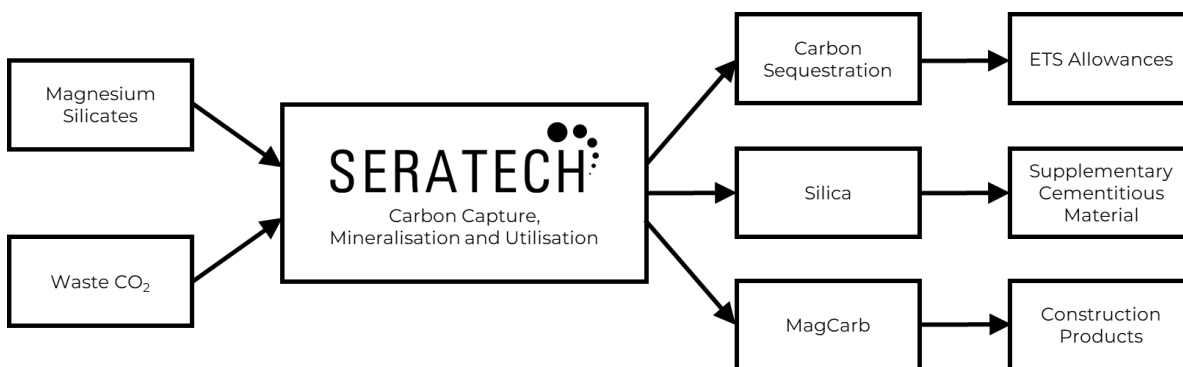 Magnesium
Silicates
Waste CO₂
SERATECH
Carbon Capture,
Mineralisation and Utilisation
Carbon
Sequestration
ETS Allowances
Silica
Supplementary
Cementitious
Material
MagCarb
Construction
Products